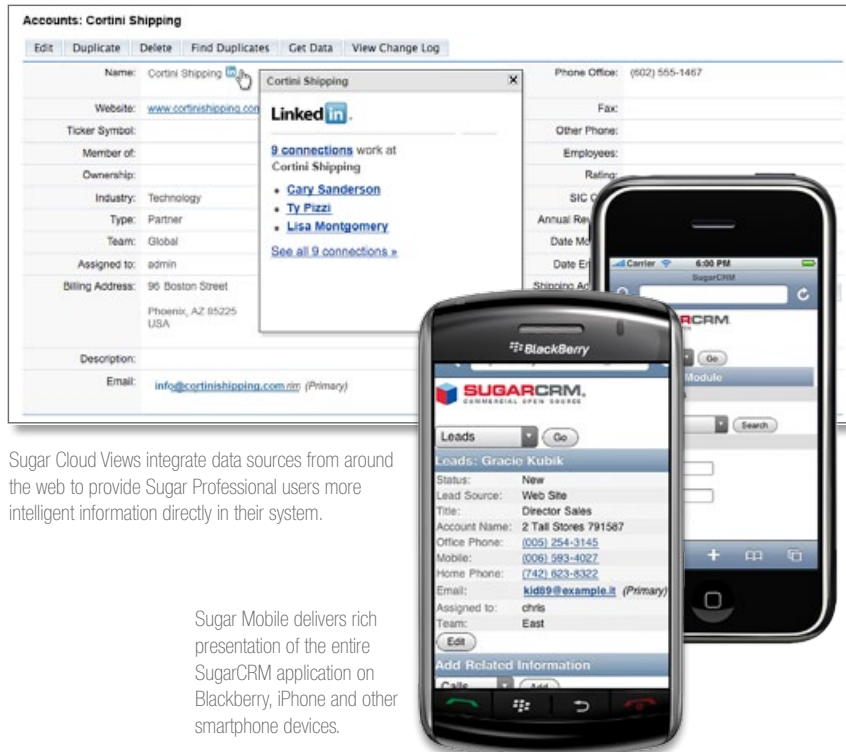 Accounts: Cortini Shipping
Edit Duplicate Delete Find Duplicates Get Data View Change Log
Name: Cortini Shipping in
Phone Office: (602) 555-1467
Website: www.cortinishipping.com
Fax:
Ticker Symbol:
Other Phone:
Member of:
Employees:
Ownership:
Rating:
Industry: Technology
SIC
Type: Partner
Annual
Team: Global
Date
Assigned to: admin
Date
Billing Address: 96 Boston Street
Shipping
Phoenix, AZ 85225
USA
Description:
Email: info@cortinishipping.com (Primary)
Cortini Shipping X
Linked in.
9 connections work at
Cortini Shipping
Cary Sanderson
Ty Pizzi
Lisa Montgomery
See all 9 connections »
Carrier 6:00 PM
SugarCRM
RCRM
Go
Module
Search
BlackBerry
SUGARCRM.
COMMERCIAL OPEN SOURCE
Leads Go
Leads: Gracie Kubik
Status: New
Lead Source: Web Site
Title: Director Sales
Account Name: 2 Tall Stores 791587
Office Phone: (005) 254-3145
Mobile: (006) 593-4027
Home Phone: (742) 623-8322
Email: kid89@example.it (Primary)
Assigned to: chris
Team: East
Edit
Add Related Information
Calls Add
Sugar Cloud Views integrate data sources from around
the web to provide Sugar Professional users more
intelligent information directly in their system.
Sugar Mobile delivers rich
presentation of the entire
SugarCRM application on
Blackberry, iPhone and other
smartphone devices.